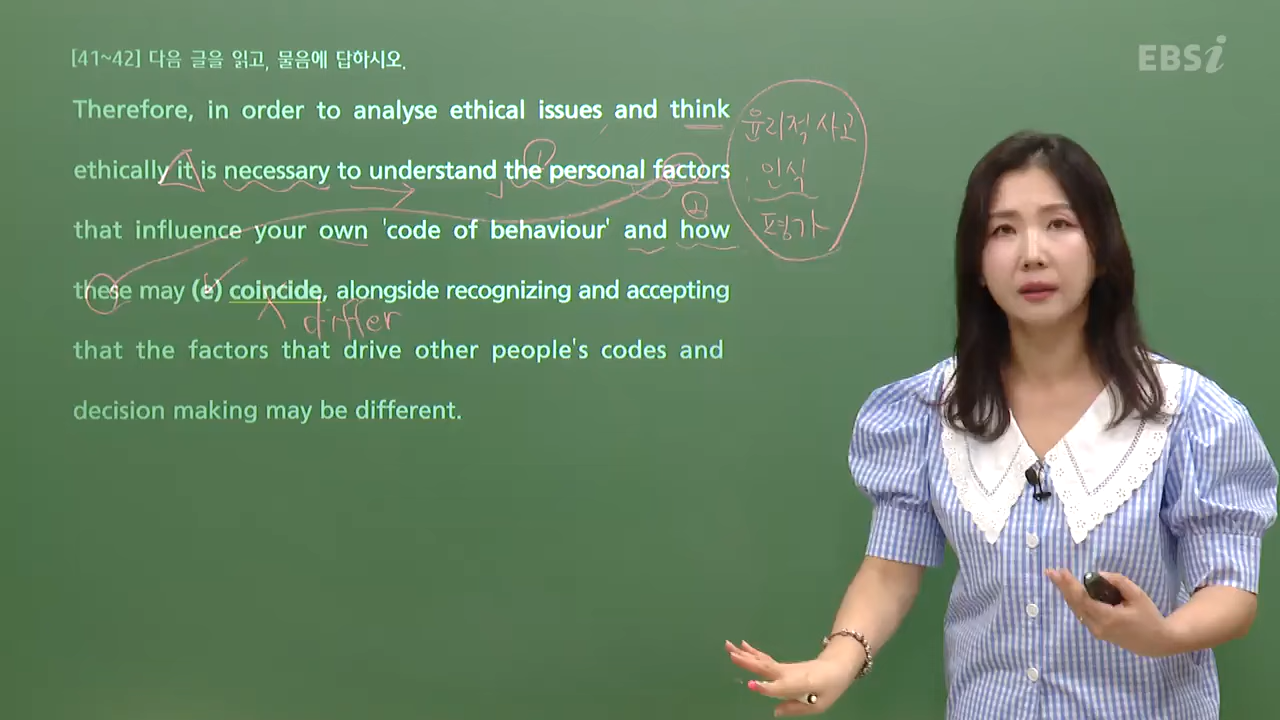 [41~42] 다음 글을 읽고, 물음에 답하시오.
EBSi
Therefore, in order to analyse ethical issues and think
ethically it is necessary to understand the personal factors
that influence your own 'code of behaviour' and how
these may (e) coincide, alongside recognizing and accepting
differ
that the factors that drive other people's codes and
decision making may be different.
윤리적 사고
인식
평가
1
2